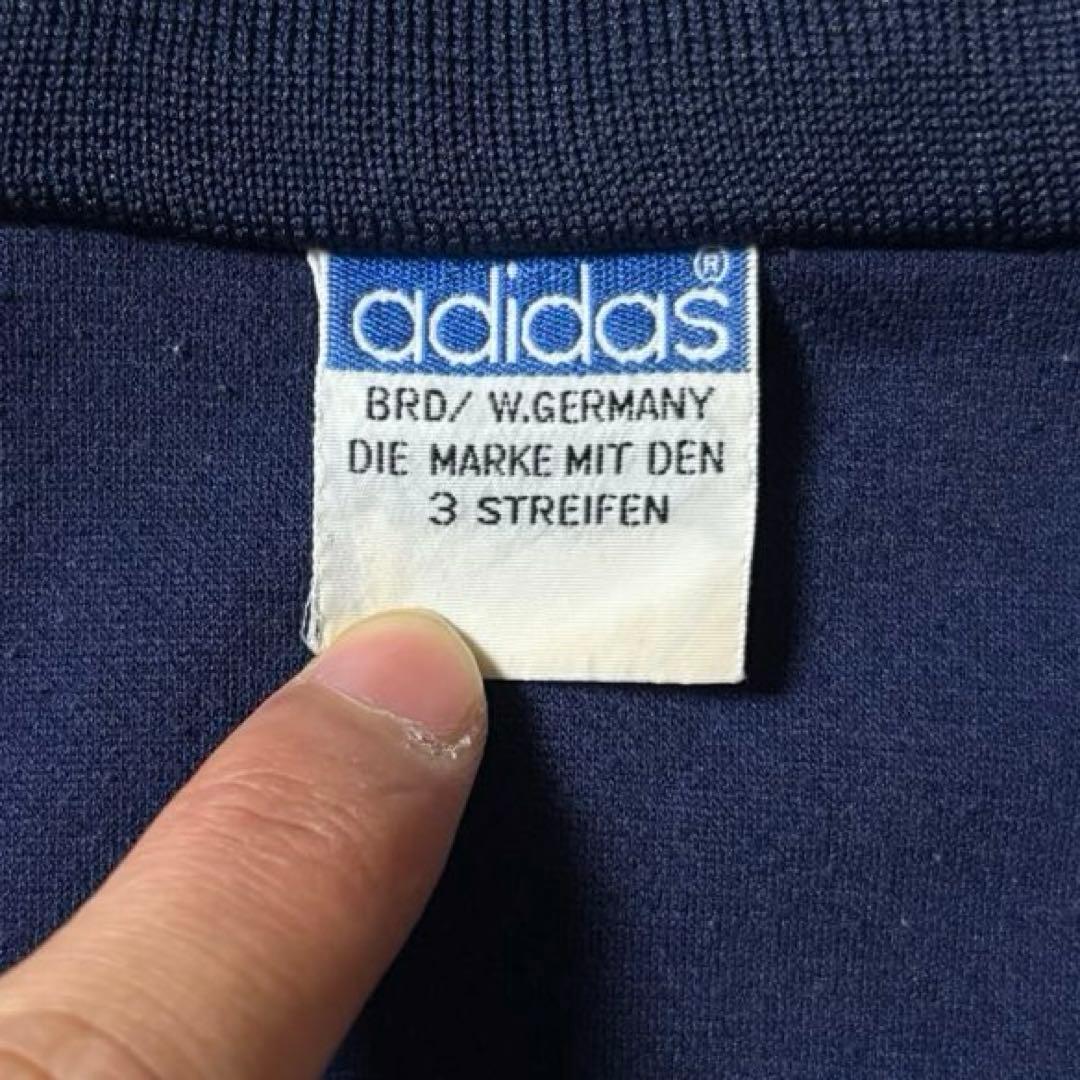 adidas®
BRD/ W.GERMANY
DIE MARKE MIT DEN
3 STREIFEN